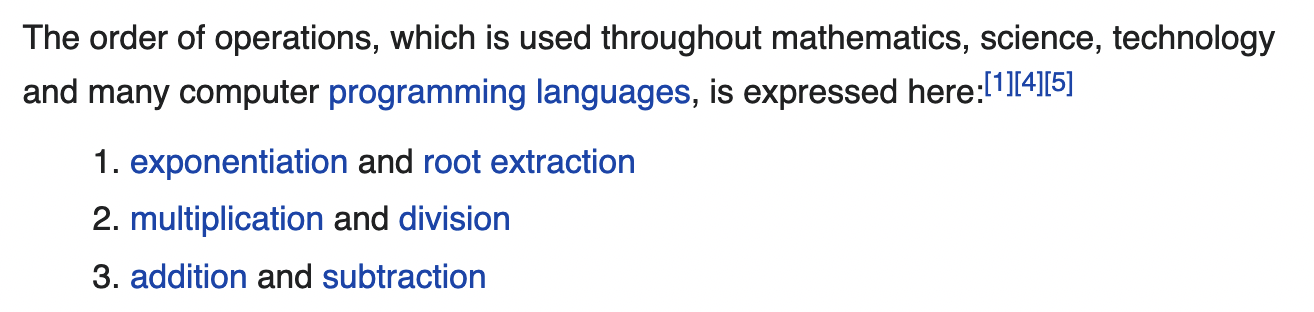 The order of operations, which is used throughout mathematics, science, technology
and many computer programming languages, is expressed here:[1][4][5]
1. exponentiation and root extraction
2. multiplication and division
3. addition and subtraction